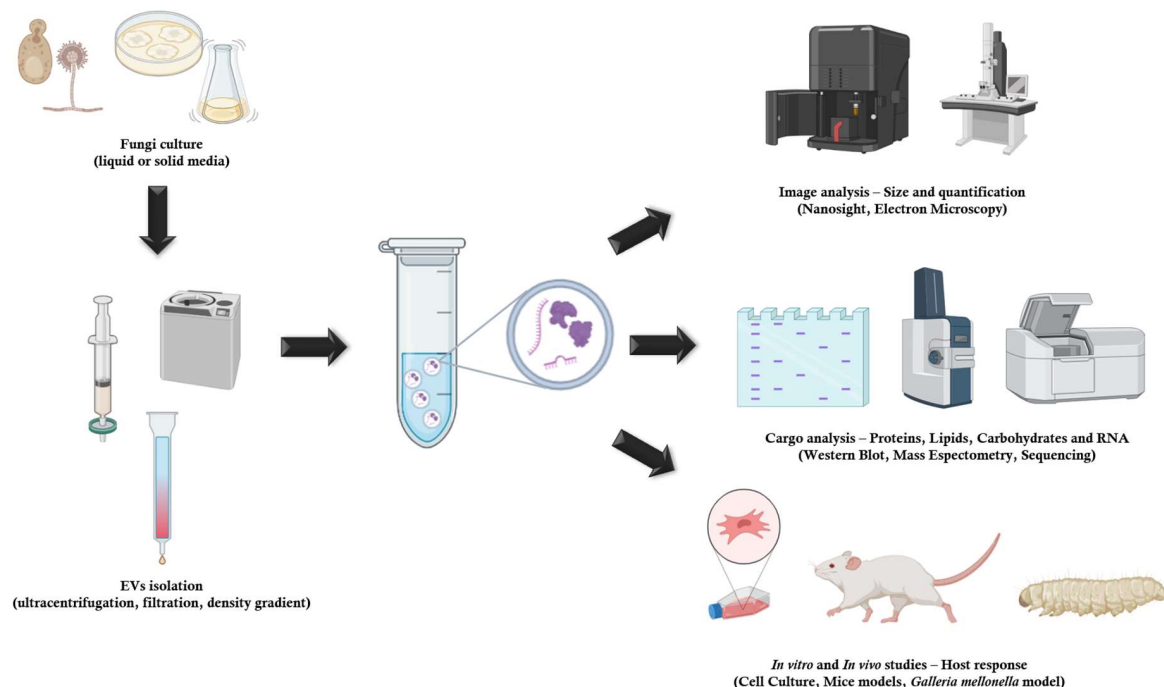 Fungi culture
(liquid or solid media)
EVs isolation
(ultracentrifugation, filtration, density gradient)
Image analysis – Size and quantification
(Nanosight, Electron Microscopy)
Cargo analysis – Proteins, Lipids, Carbohydrates and RNA
(Western Blot, Mass Espectometry, Sequencing)
In vitro and In vivo studies – Host response
(Cell Culture, Mice models, Galleria mellonella model)